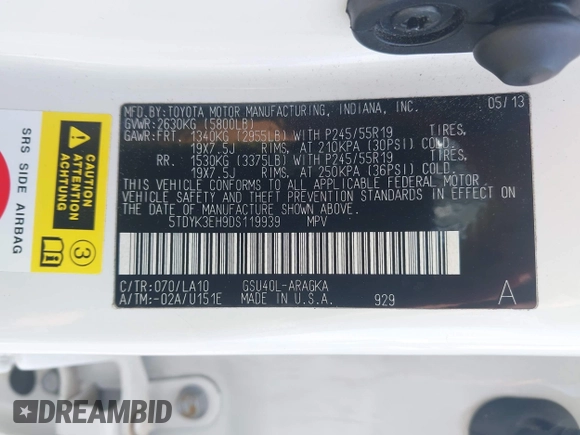 MFD.BY:TOYOTA MOTOR MANUFACTURING, INDIANA, INC. 05/13
GVWR:2630KG (5800LB)
GAWR:FRT. 1340KG (2955LB) WITH P245/55R19 TIRES,
19X7.5J RIMS, AT 210KPA (30PSI) COLD.
RR. 1530KG (3375LB) WITH P245/55R19 TIRES,
19X7.5J RIMS, AT 250KPA (36PSI) COLD.
THIS VEHICLE CONFORMS TO ALL APPLICABLE FEDERAL MOTOR
VEHICLE SAFETY AND THEFT PREVENTION STANDARDS IN EFFECT ON
THE DATE OF MANUFACTURE SHOWN ABOVE.
5TDYK3EH9DS119939 MPV
C/TR:070/LA10 GSU40L-ARAGKA
A/TM:-02A/U151E MADE IN U.S.A. 929 A
SRS SIDE AIRBAG
CAUTION
ATTENTION
ACHTUNG
3
DREAMBID